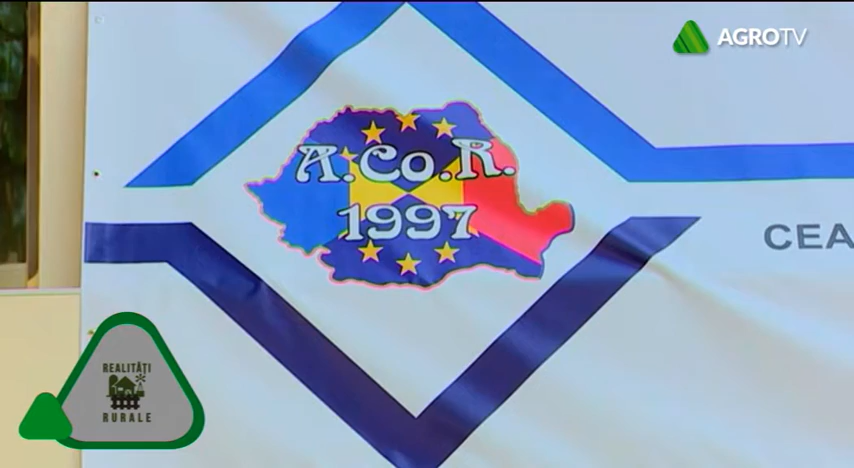 AGROTV
A.Co.R.
1997
CEA
REALITĂȚI
RURALE